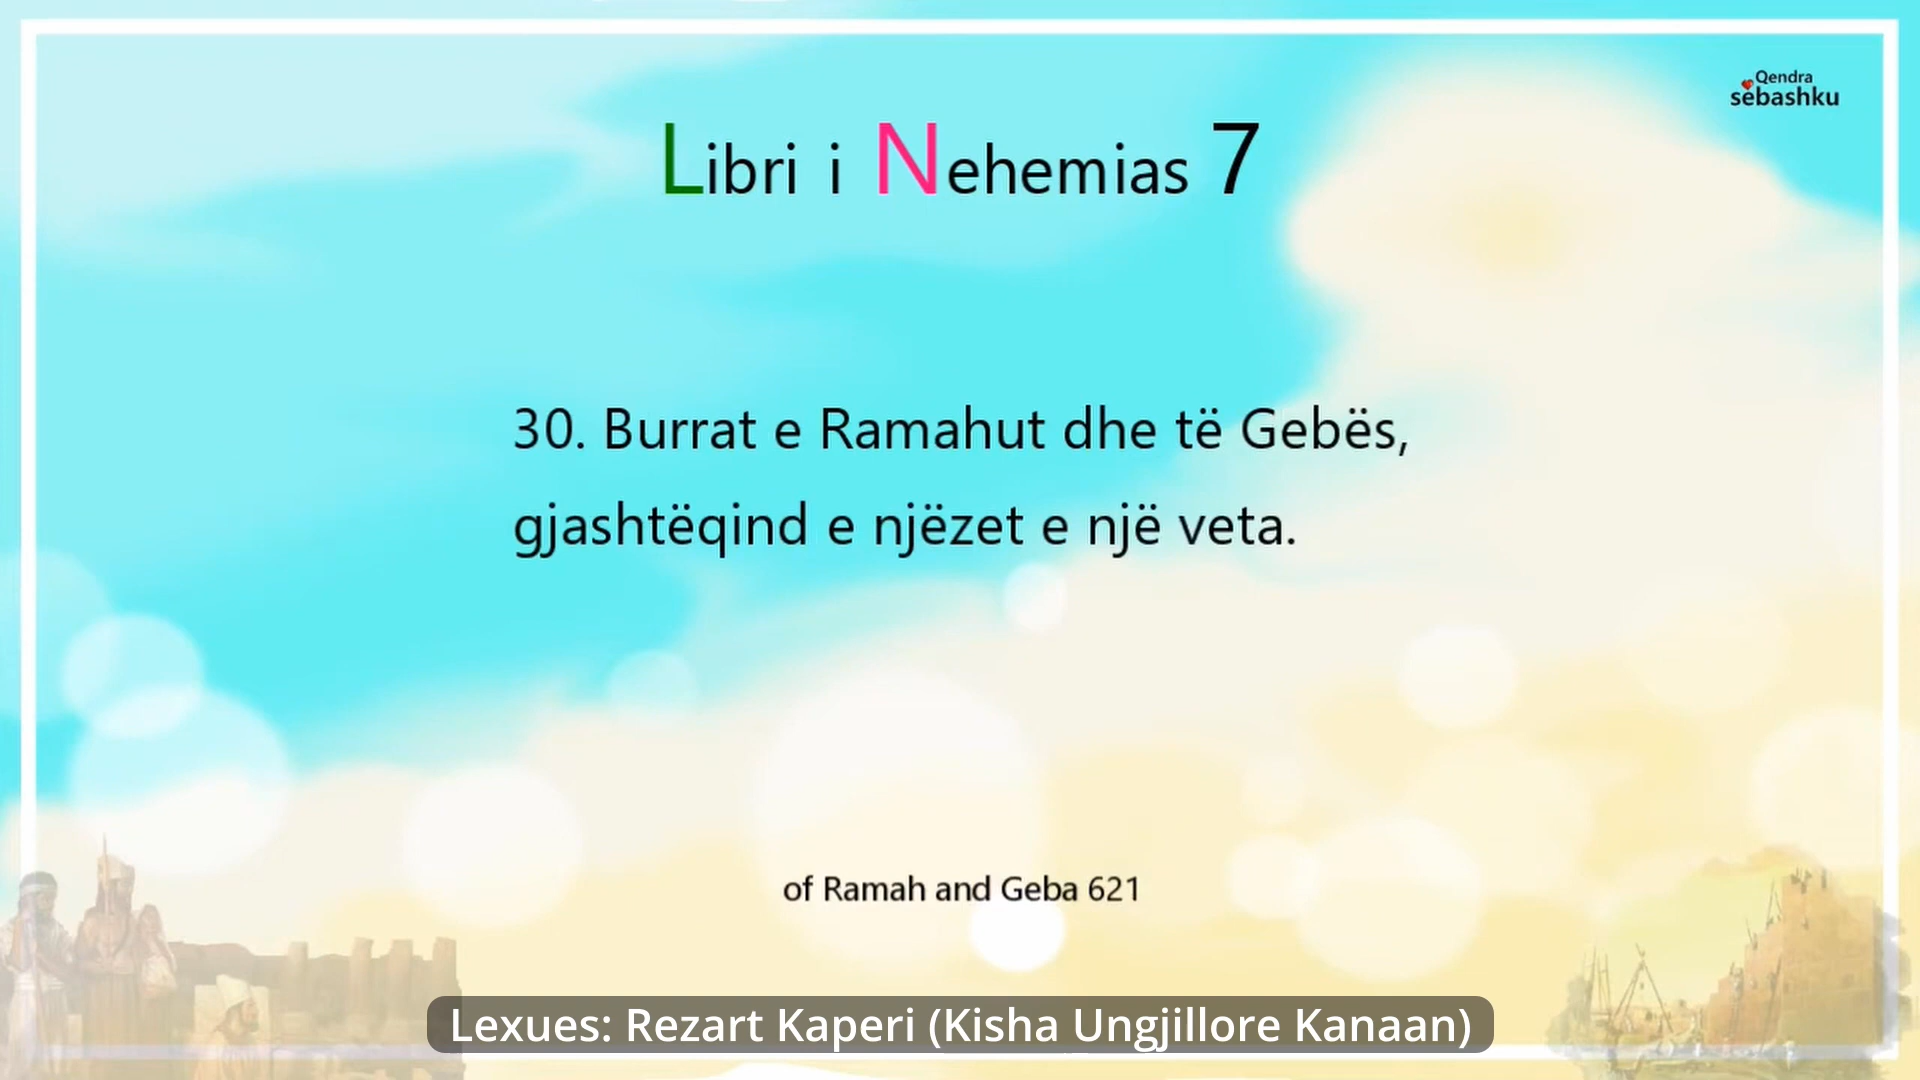 Qendra
sëbashku
Libri i Nehemias 7
30. Burrat e Ramahut dhe të Gebës,
gjashtëqind e njëzet e një veta.
of Ramah and Geba 621
Lexues: Rezart Kaperi (Kisha Ungjillore Kanaan)